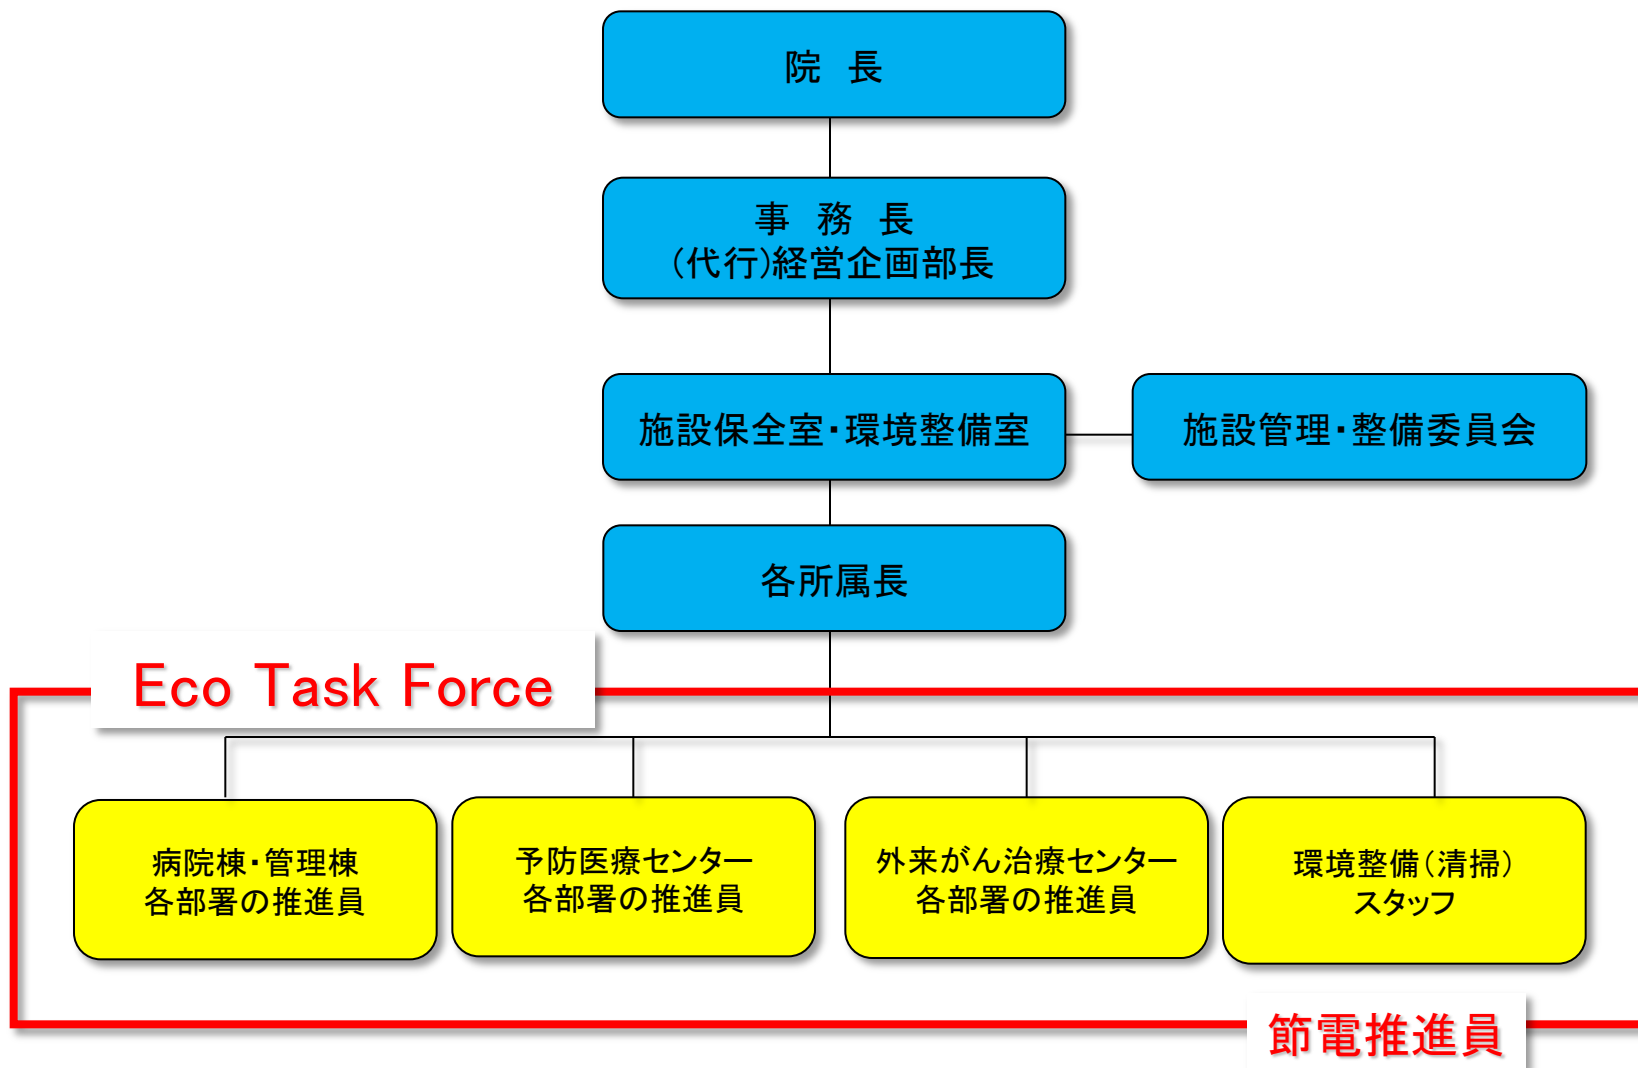 院 長
事 務 長
(代行)経営企画部長
施設保全室・環境整備室
施設管理・整備委員会
各所属長
Eco Task Force
病院棟・管理棟
各部署の推進員
予防医療センター
各部署の推進員
外来がん治療センター
各部署の推進員
環境整備(清掃)
スタッフ
節電推進員